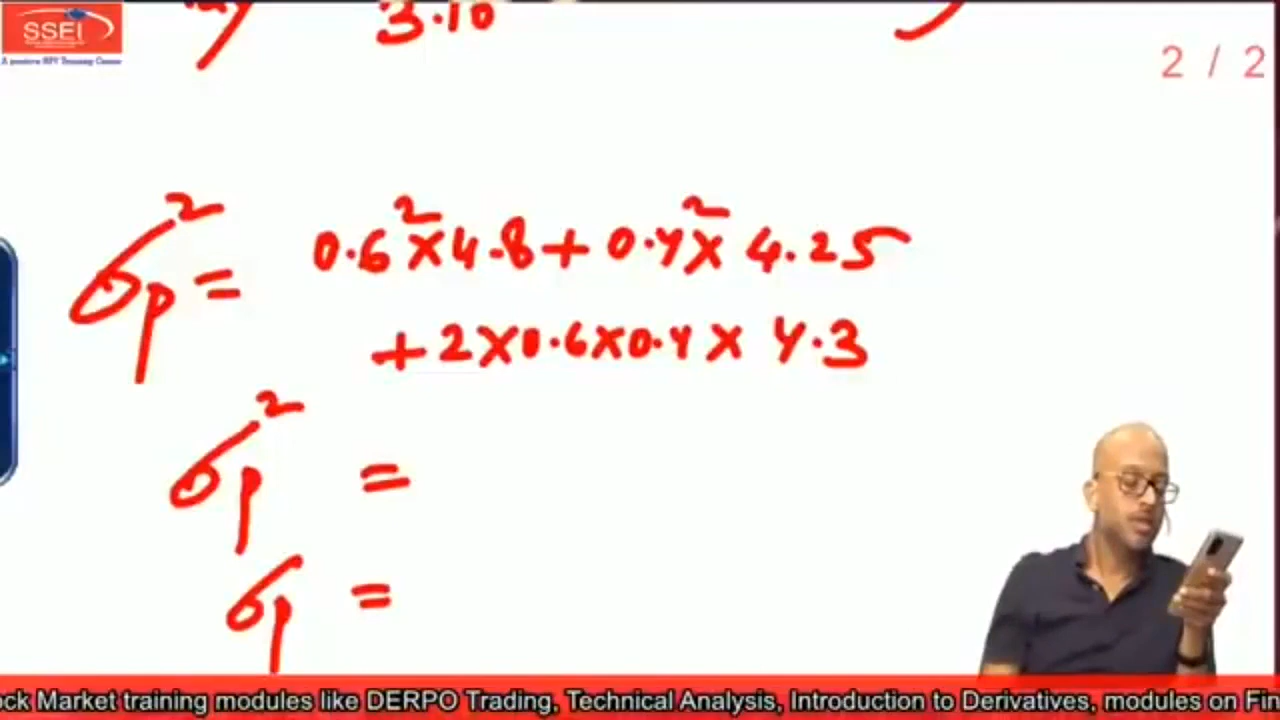 SSEI
3.10
2 / 2
σp² = 0.6² × 4.8 + 0.4² × 4.25
+ 2 × 0.6 × 0.4 × 4.3
σp² =
σp =
ock Market training modules like DERPO Trading, Technical Analysis, Introduction to Derivatives, modules on Fin